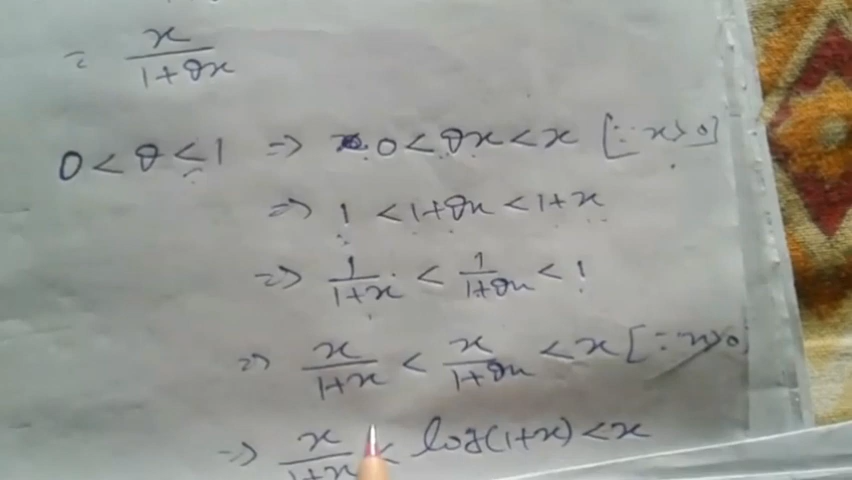 = x/(1+θx)
0 < θ < 1 ⇒ 0 < θx < x [∵ x>0]
⇒ 1 < 1+θx < 1+x
⇒ 1/(1+x) < 1/(1+θx) < 1
⇒ x/(1+x) < x/(1+θx) < x [∵ x>0]
⇒ x/(1+x) < log(1+x) < x